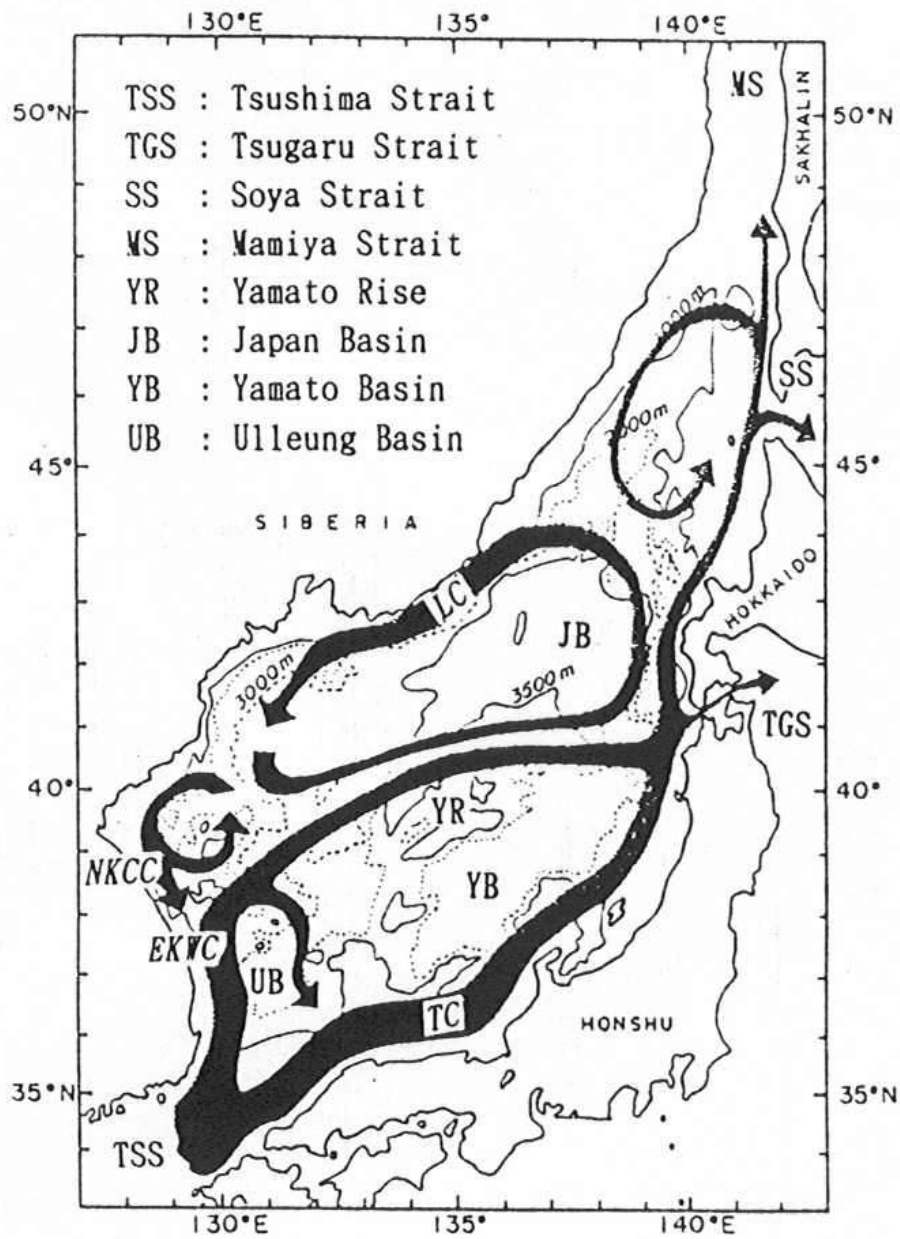 130°E 135° 140°E
50°N 50°N
TSS : Tsushima Strait
TGS : Tsugaru Strait
SS : Soya Strait
MS : Mamiya Strait
YR : Yamato Rise
JB : Japan Basin
YB : Yamato Basin
UB : Ulleung Basin
MS
SAKHALIN
SS
45° 45°
SIBERIA
HOKKAIDO
LC
JB
3000m
3500m
TGS
40° 40°
YR
NKCC
YB
EKWC
UB
TC
HONSHU
35°N 35°N
TSS
130°E 135°E 140°E